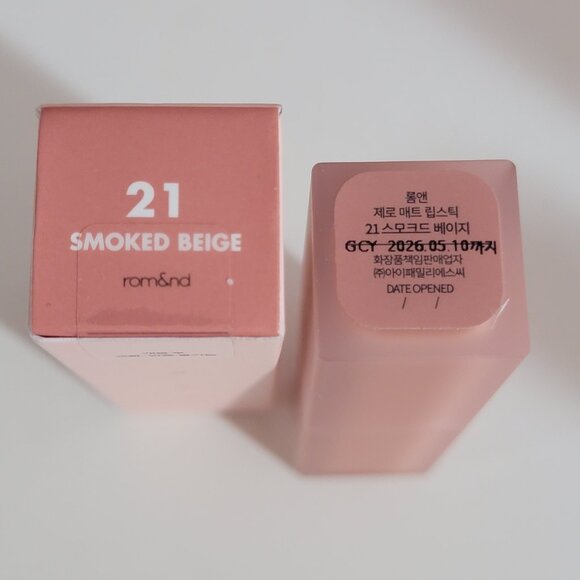 21
SMOKED BEIGE
rom&nd
롬앤
제로 매트 립스틱
21 스모크드 베이지
GCY 2026.05.10까지
화장품책임판매업자
㈜아이패밀리에스씨
DATE OPENED
/ /